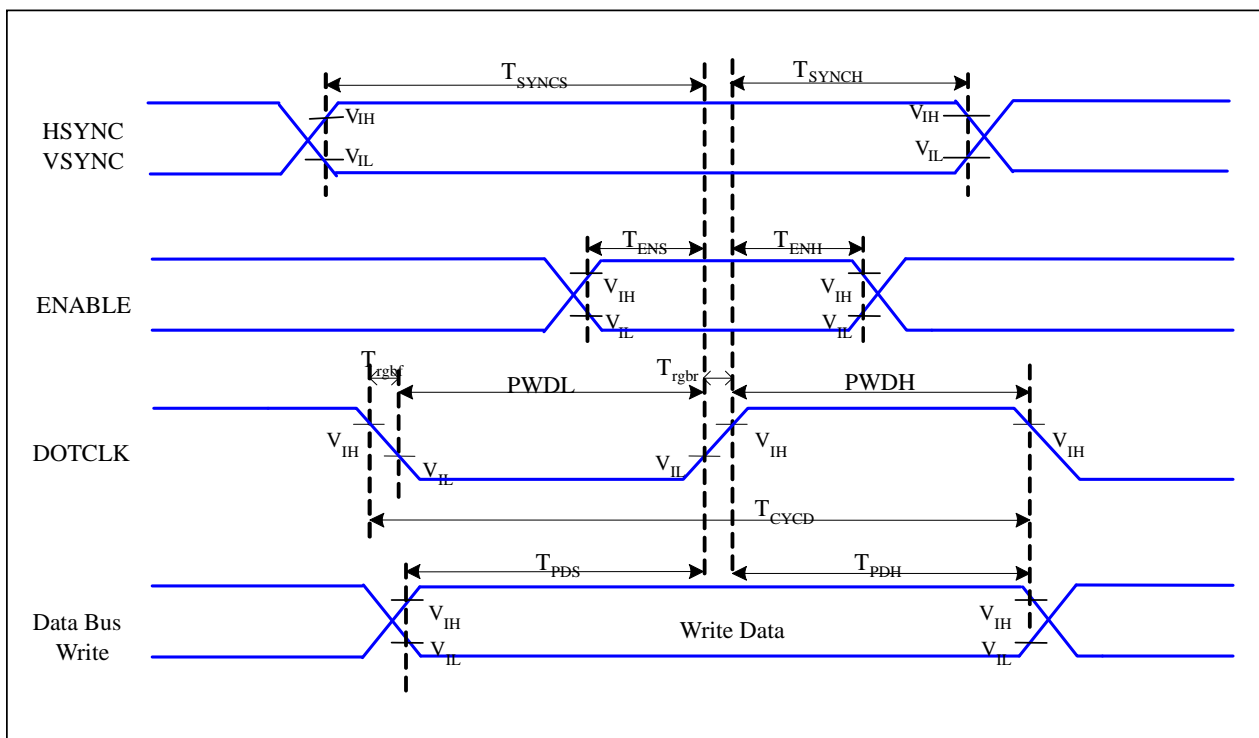 T_SYNCS T_SYNCH
HSYNC
VSYNC
V_IH V_IH
V_IL V_IL
T_ENS T_ENH
ENABLE
V_IH V_IH
V_IL V_IL
T_rgbf PWDL T_rgbr PWDH
DOTCLK
V_IH V_IH V_IH
V_IL V_IL
T_CYCD
T_PDS T_PDH
Data Bus
Write
V_IH V_IH
Write Data
V_IL V_IL